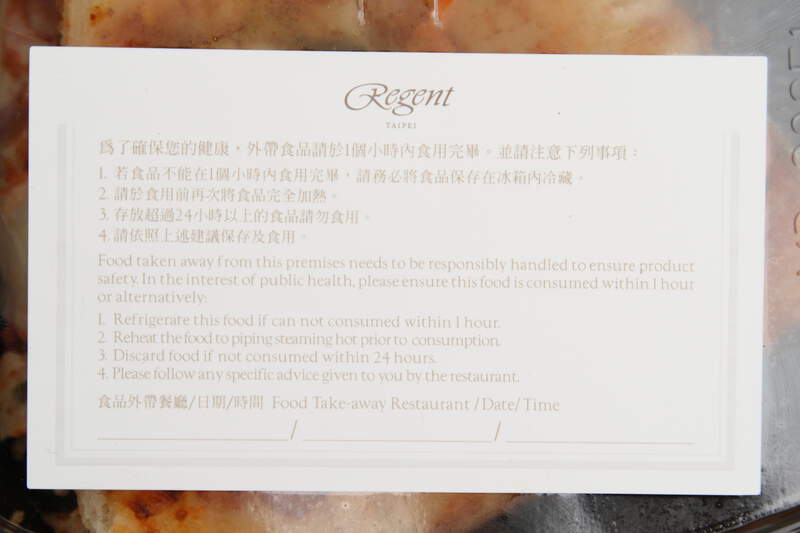 Regent
TAIPEI
為了確保您的健康，外帶食品請於1個小時內食用完畢。並請注意下列事項：
1. 若食品不能在1個小時內食用完畢，請務必將食品保存在冰箱內冷藏。
2. 請於食用前再次將食品完全加熱。
3. 存放超過24小時以上的食品請勿食用。
4. 請依照上述建議保存及食用。
Food taken away from this premises needs to be responsibly handled to ensure product
safety. In the interest of public health, please ensure this food is consumed within 1 hour
or alternatively:
1. Refrigerate this food if can not consumed within 1 hour.
2. Reheat the food to piping steaming hot prior to consumption.
3. Discard food if not consumed within 24 hours.
4. Please follow any specific advice given to you by the restaurant.
食品外帶餐廳/日期/時間 Food Take-away Restaurant /Date/ Time
/ /